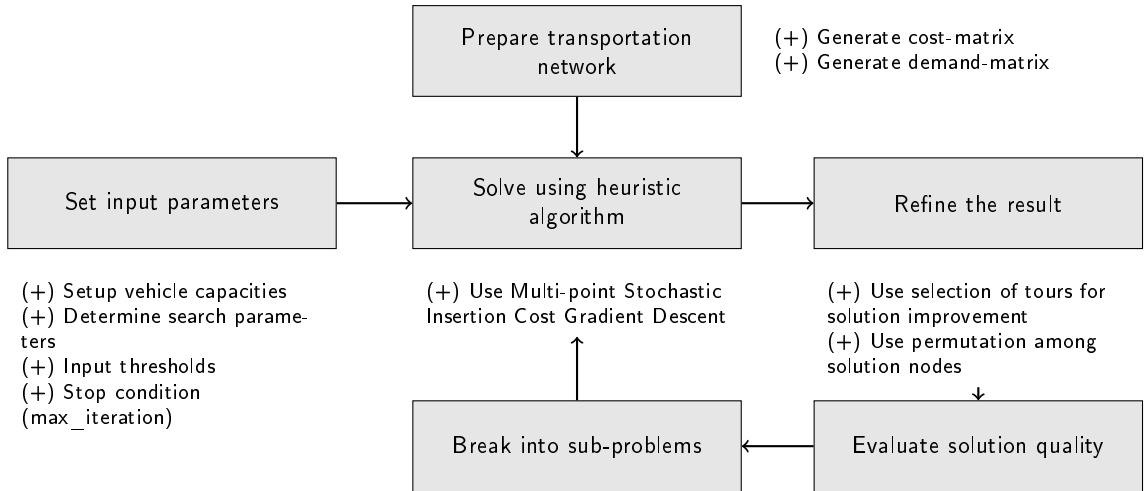 Prepare transportation
network
(+) Generate cost-matrix
(+) Generate demand-matrix
Set input parameters
Solve using heuristic
algorithm
Refine the result
(+) Setup vehicle capacities
(+) Determine search parame-
ters
(+) Input thresholds
(+) Stop condition
(max_iteration)
(+) Use Multi-point Stochastic
Insertion Cost Gradient Descent
(+) Use selection of tours for
solution improvement
(+) Use permutation among
solution nodes
Break into sub-problems
Evaluate solution quality